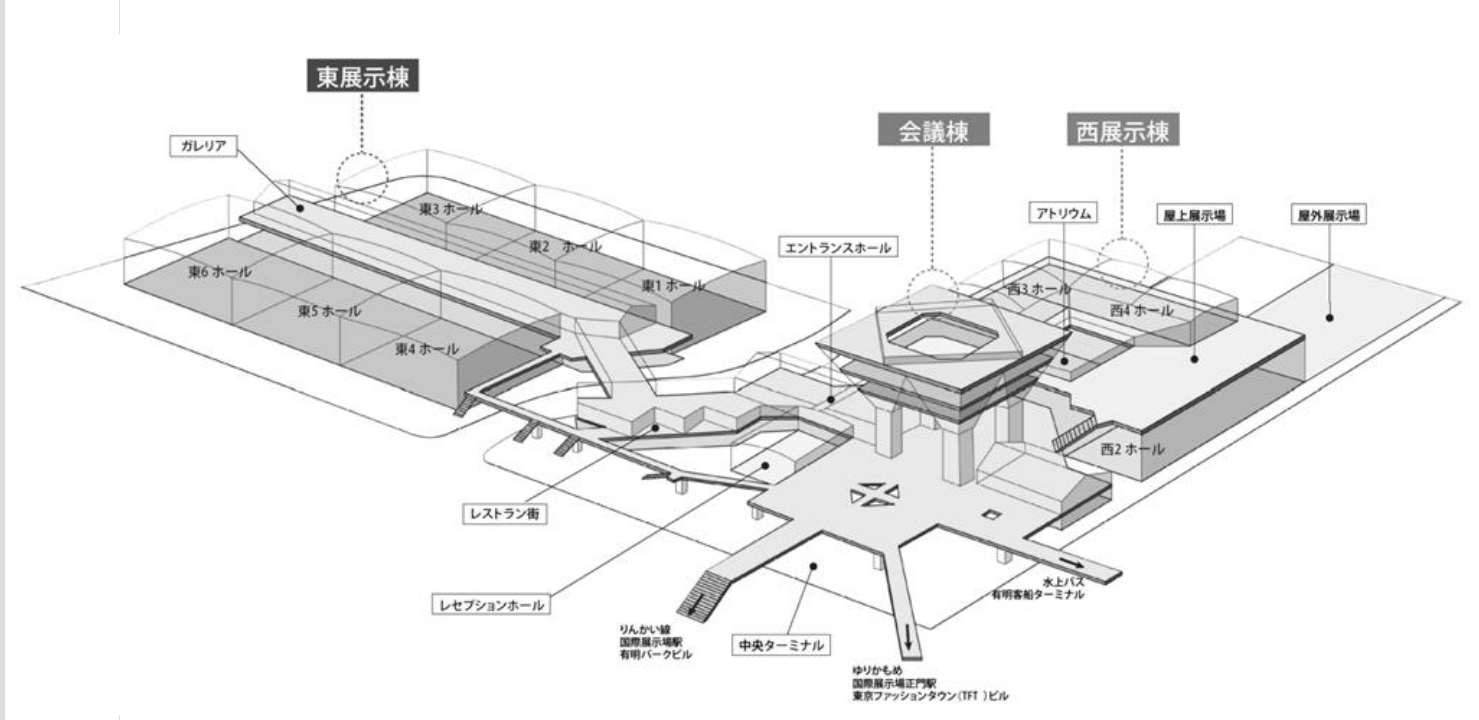 東展示棟
会議棟
西展示棟
ガレリア
アトリウム
屋上展示場
屋外展示場
エントランスホール
東3 ホール
東2 ホール
東1 ホール
東6 ホール
東5 ホール
東4 ホール
西3 ホール
西4 ホール
西2 ホール
レストラン街
レセプションホール
中央ターミナル
りんかい線
国際展示場駅
有明パークビル
ゆりかもめ
国際展示場正門駅
東京ファッションタウン(TFT )ビル
水上バス
有明客船ターミナル